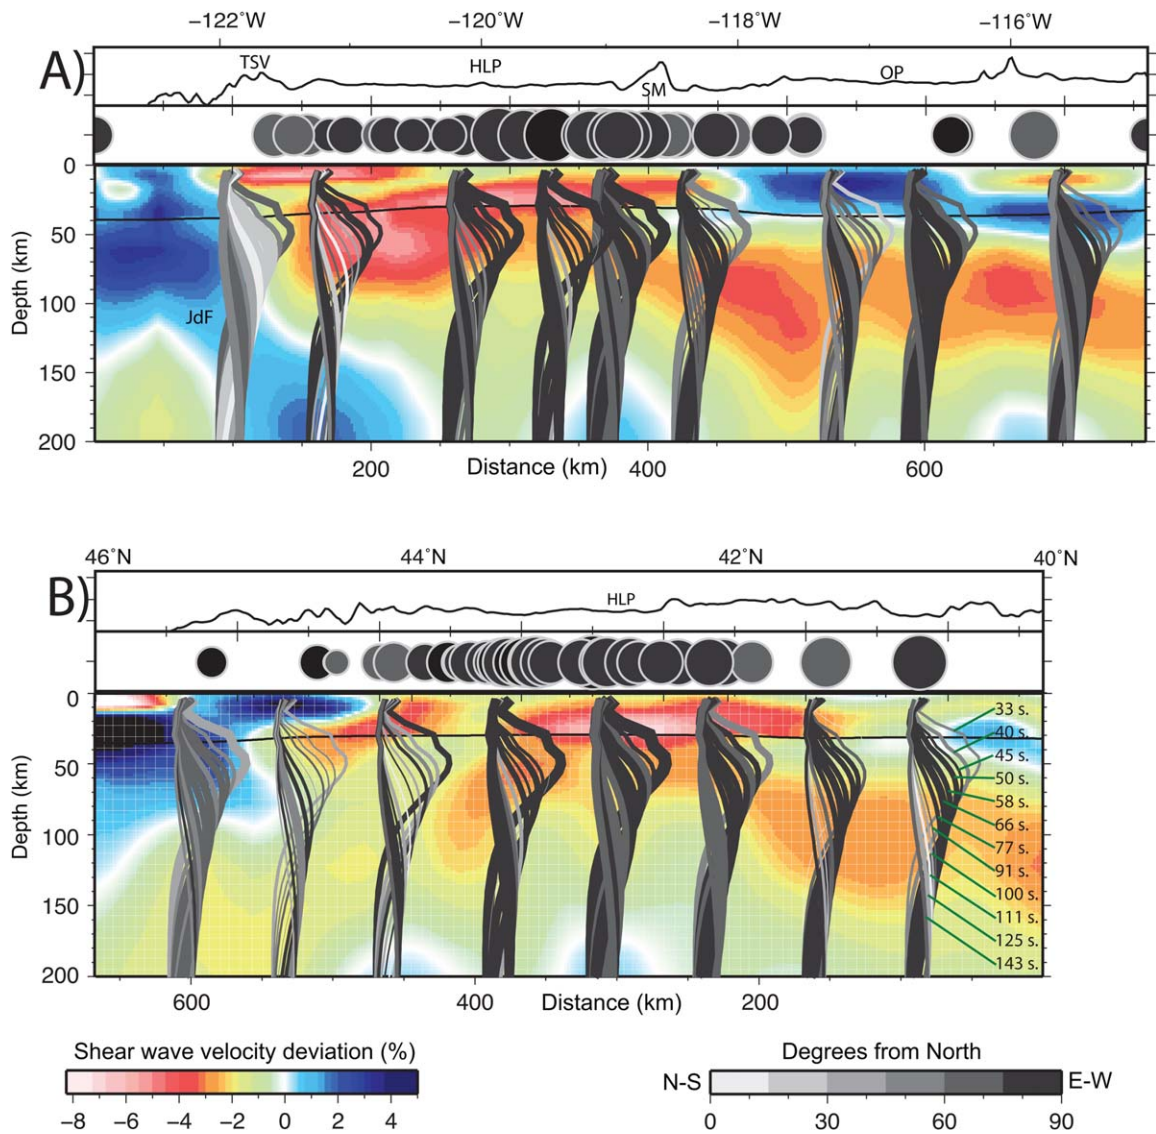 −122˚W −120˚W −118˚W −116˚W
A)
TSV HLP SM OP
0
50
100
150
200
Depth (km)
JdF
200 400 600
Distance (km)
46˚N 44˚N 42˚N 40˚N
B)
HLP
0
50
100
150
200
Depth (km)
33 s.
40 s.
45 s.
50 s.
58 s.
66 s.
77 s.
91 s.
100 s.
111 s.
125 s.
143 s.
600 400 200
Distance (km)
Shear wave velocity deviation (%)
−8 −6 −4 −2 0 2 4
Degrees from North
N-S E-W
0 30 60 90